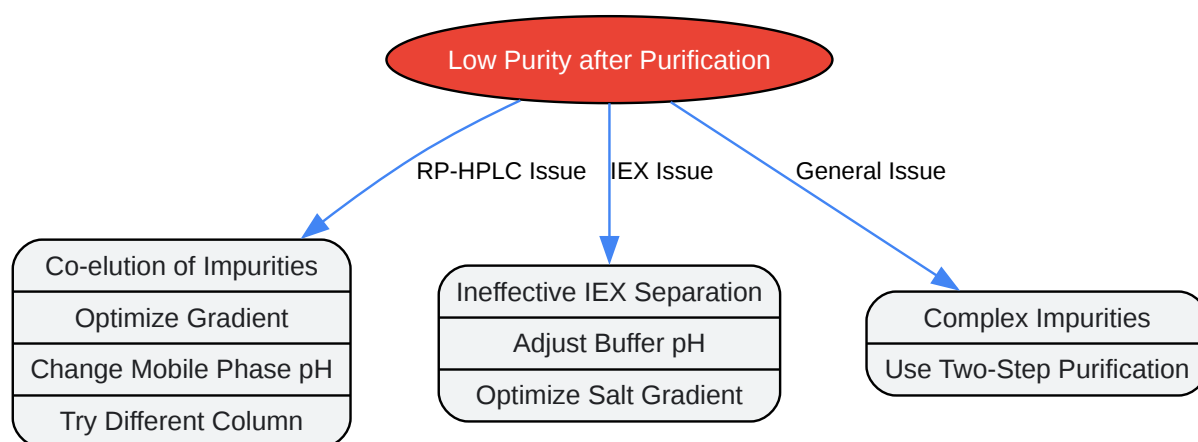 Low Purity after Purification
RP-HPLC Issue
IEX Issue
General Issue
Co-elution of Impurities
Optimize Gradient
Change Mobile Phase pH
Try Different Column
Ineffective IEX Separation
Adjust Buffer pH
Optimize Salt Gradient
Complex Impurities
Use Two-Step Purification